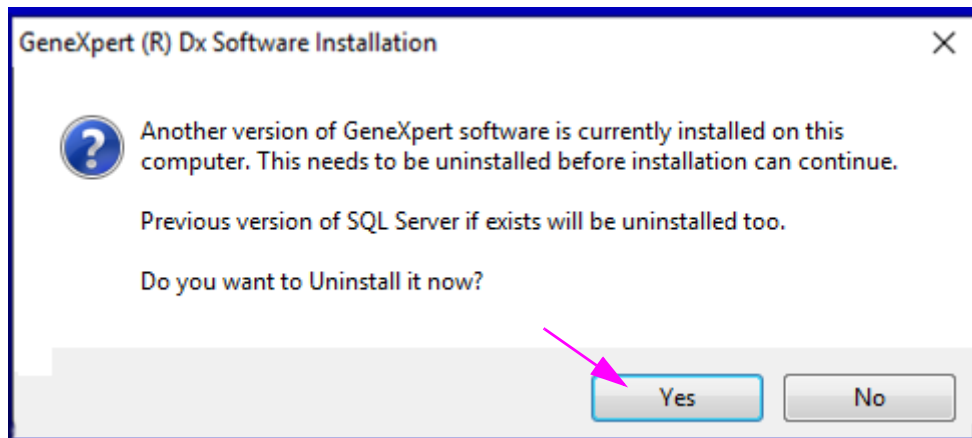 GeneXpert (R) Dx Software Installation
Another version of GeneXpert software is currently installed on this
computer. This needs to be uninstalled before installation can continue.
Previous version of SQL Server if exists will be uninstalled too.
Do you want to Uninstall it now?
Yes
No